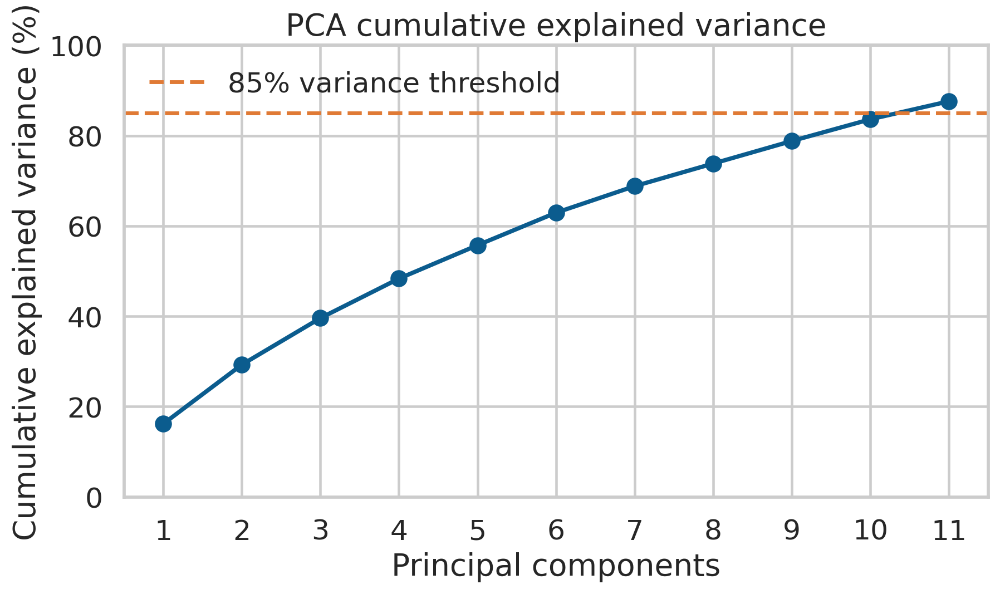 PCA cumulative explained variance
Cumulative explained variance (%)
100
80
60
40
20
0
85% variance threshold
1 2 3 4 5 6 7 8 9 10 11
Principal components